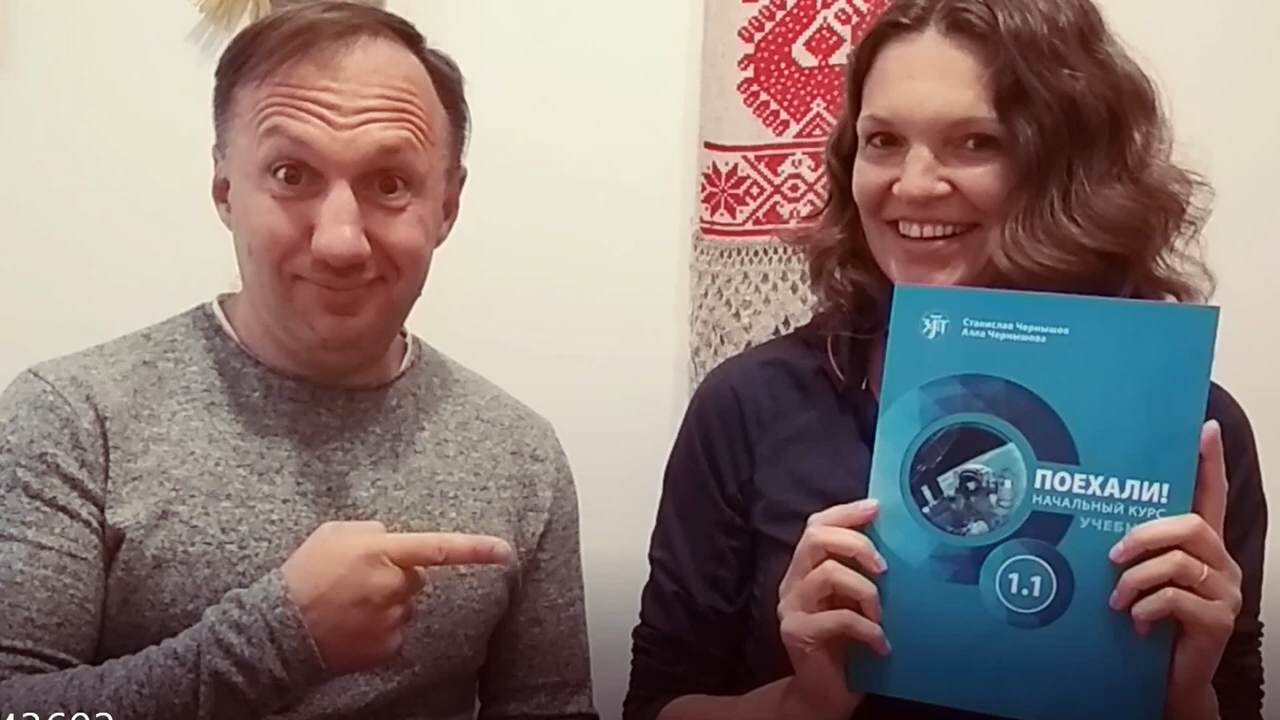 Станислав Чернышов
Алла Чернышова
ПОЕХАЛИ!
НАЧАЛЬНЫЙ КУРС
1.1